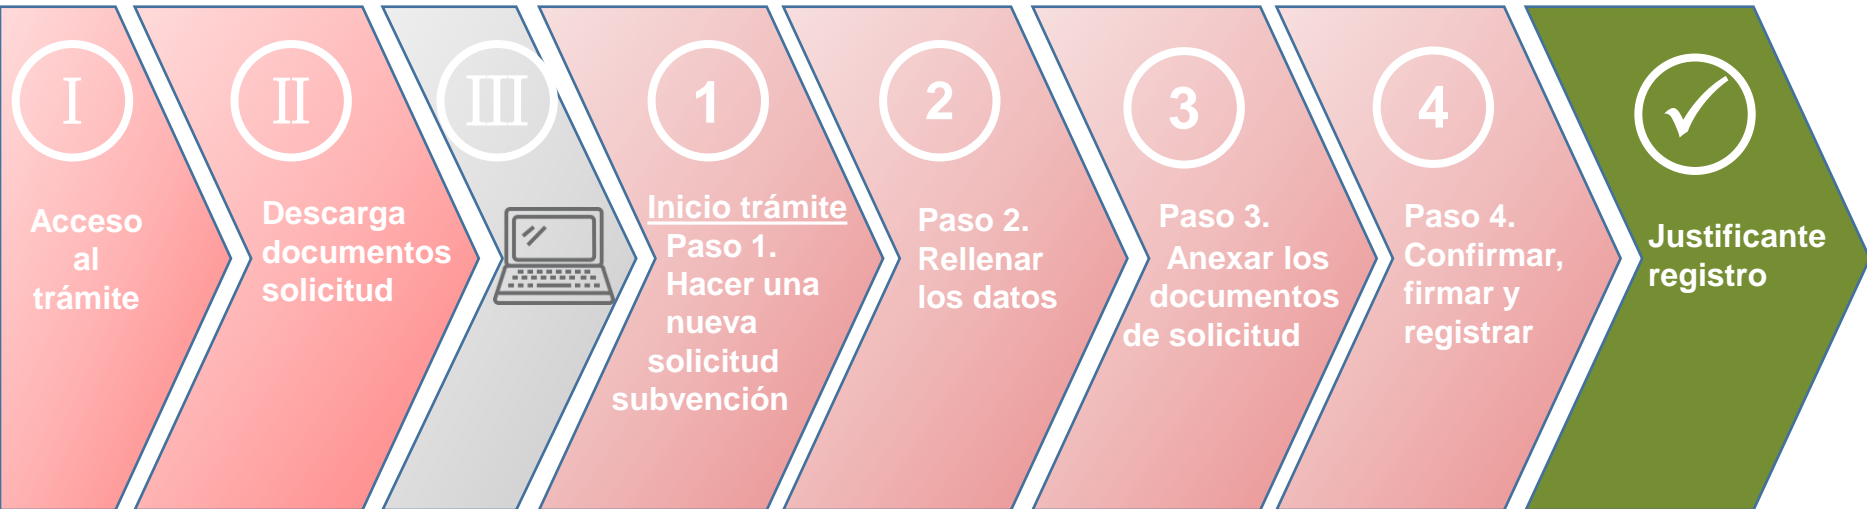 I
Acceso
al
trámite
II
Descarga
documentos
solicitud
III
1
Inicio trámite
Paso 1.
Hacer una
nueva
solicitud
subvención
2
Paso 2.
Rellenar
los datos
3
Paso 3.
Anexar los
documentos
de solicitud
4
Paso 4.
Confirmar,
firmar y
registrar
✓
Justificante
registro